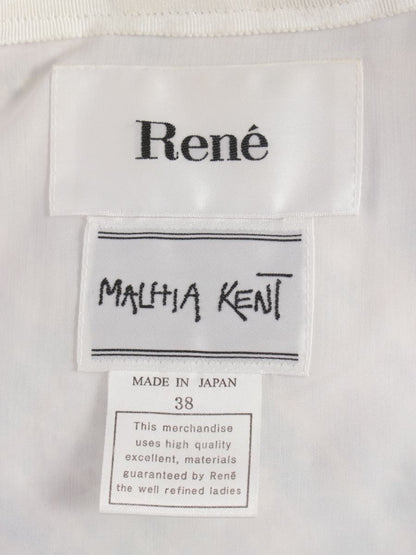 René
MALHIA KENT
MADE IN JAPAN
38
This merchandise
uses high quality
excellent, materials
guaranteed by René
the well refined ladies